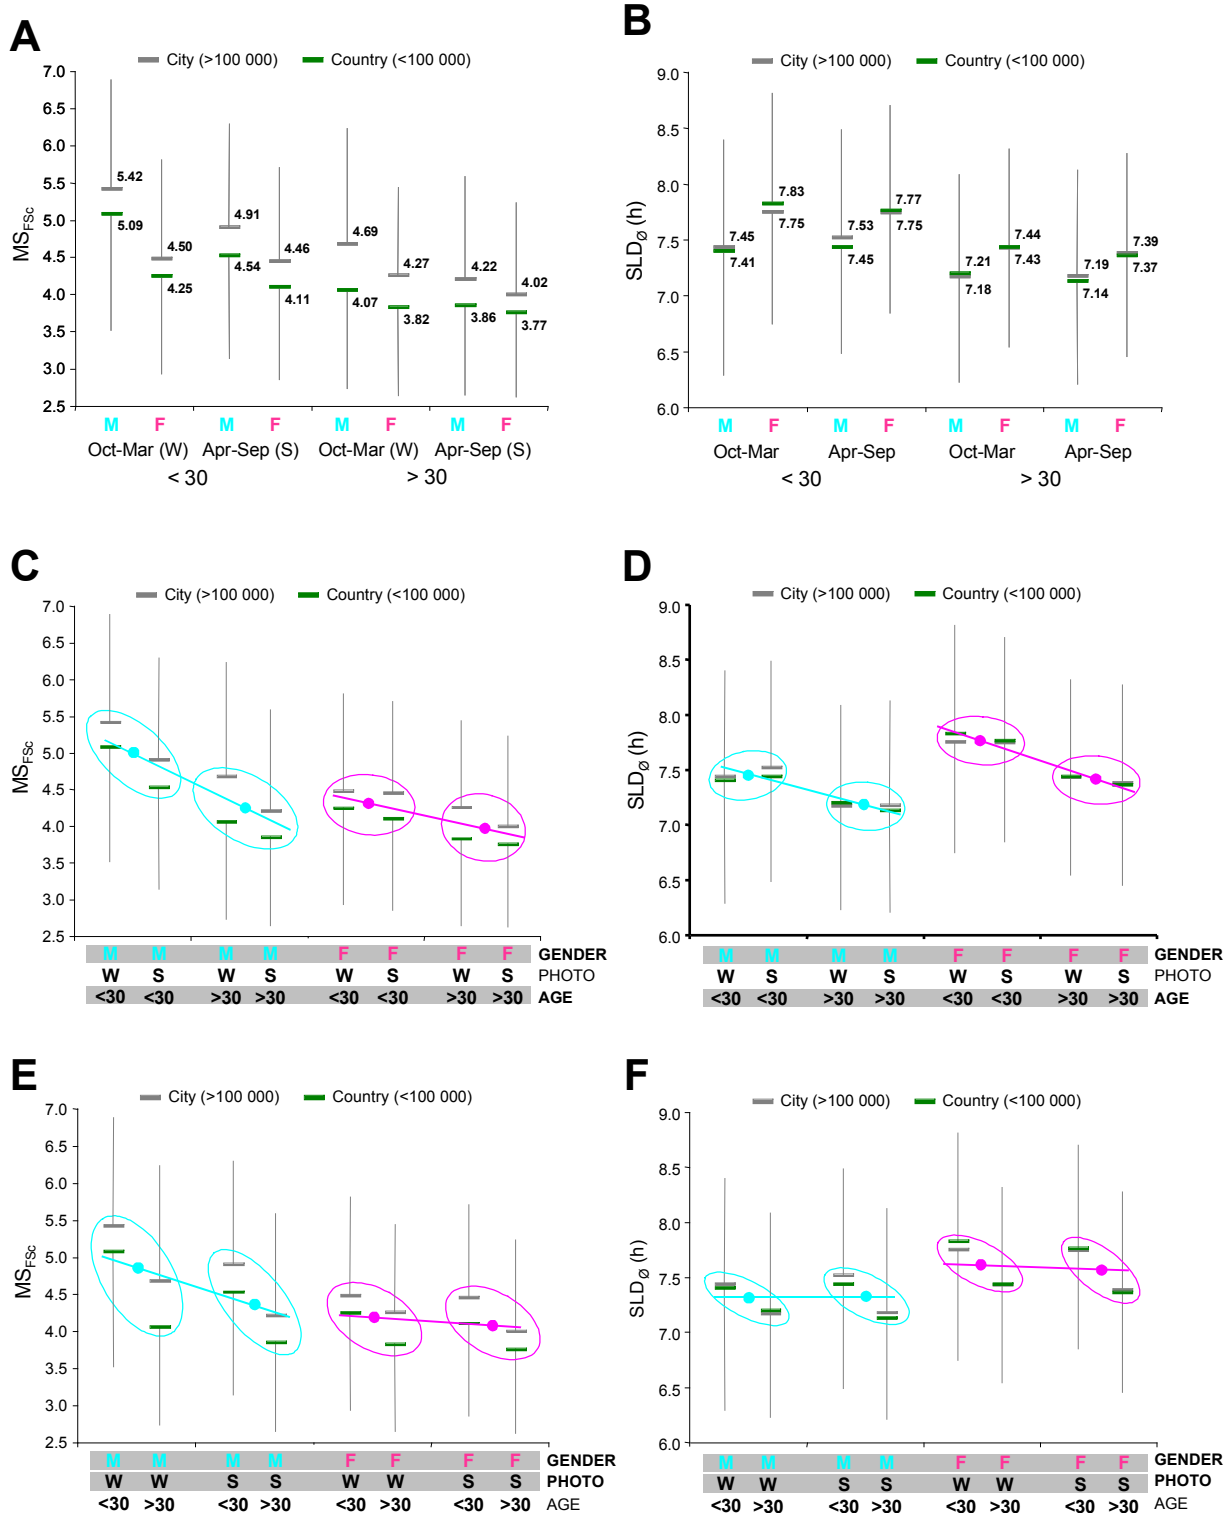 A
City (>100 000) Country (<100 000)
MS_FSc
7.0
6.5
6.0
5.5
5.0
4.5
4.0
3.5
3.0
2.5
5.42 5.09 4.50 4.25 4.91 4.54 4.46 4.11 4.69 4.07 4.27 3.82 4.22 3.86 4.02 3.77
M F M F M F M F
Oct-Mar (W) Apr-Sep (S) Oct-Mar (W) Apr-Sep (S)
< 30 > 30
B
City (>100 000) Country (<100 000)
SLD_Ø (h)
9.0
8.5
8.0
7.5
7.0
6.5
6.0
7.45 7.41 7.83 7.75 7.53 7.45 7.77 7.75 7.21 7.18 7.44 7.43 7.19 7.14 7.39 7.37
M F M F M F M F
Oct-Mar Apr-Sep Oct-Mar Apr-Sep
< 30 > 30
C
City (>100 000) Country (<100 000)
MS_FSc
7.0
6.5
6.0
5.5
5.0
4.5
4.0
3.5
3.0
2.5
M M M M F F F F GENDER
W S W S W S W S PHOTO
<30 <30 >30 >30 <30 <30 >30 >30 AGE
D
City (>100 000) Country (<100 000)
SLD_Ø (h)
9.0
8.5
8.0
7.5
7.0
6.5
6.0
M M M M F F F F GENDER
W S W S W S W S PHOTO
<30 <30 >30 >30 <30 <30 >30 >30 AGE
E
City (>100 000) Country (<100 000)
MS_FSc
7.0
6.5
6.0
5.5
5.0
4.5
4.0
3.5
3.0
2.5
M M M M F F F F GENDER
W W S S W W S S PHOTO
<30 >30 <30 >30 <30 >30 <30 >30 AGE
F
City (>100 000) Country (<100 000)
SLD_Ø (h)
9.0
8.5
8.0
7.5
7.0
6.5
6.0
M M M M F F F F GENDER
W W S S W W S S PHOTO
<30 >30 <30 >30 <30 >30 <30 >30 AGE